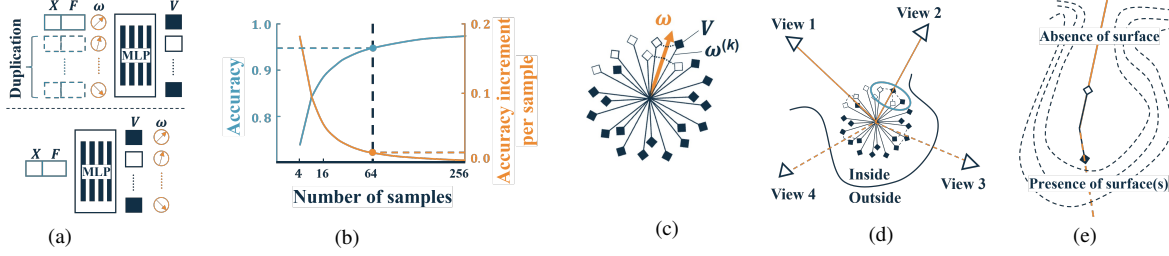 X F ω V
Duplication
MLP
V ω
X F
MLP
(a)
1.0
0.9
0.8
Accuracy
0.2
0.1
0.0
Accuracy increment
per sample
4 16 64 256
Number of samples
(b)
ω
V
ω(k)
(c)
View 1
View 2
View 3
View 4
Inside
Outside
(d)
Absence of surface
Presence of surface(s)
(e)